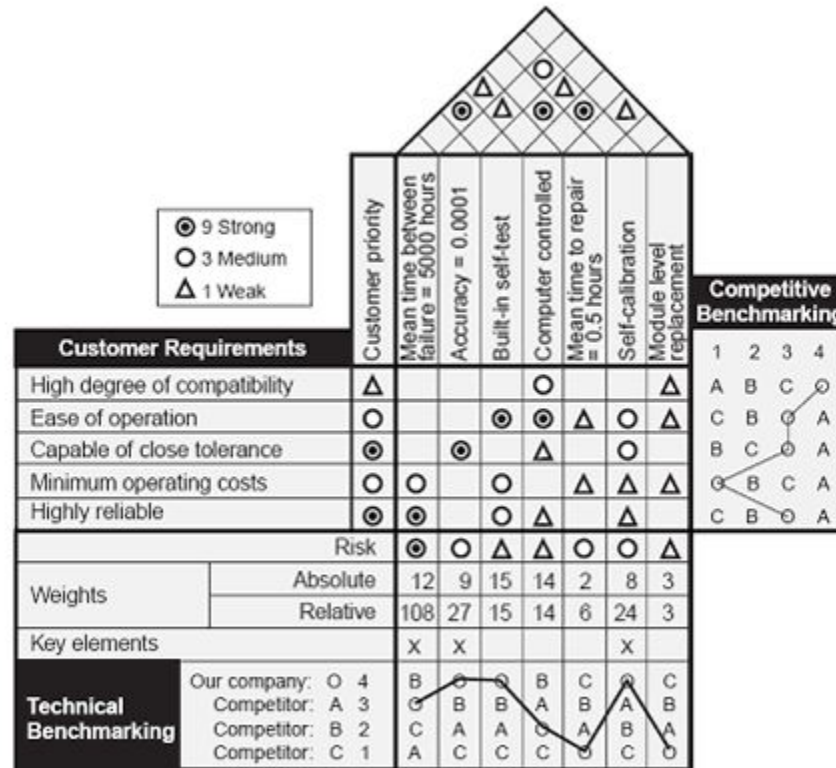 9 Strong
3 Medium
1 Weak
Customer priority
Mean time between
failure = 5000 hours
Accuracy = 0.0001
Built-in self-test
Computer controlled
Mean time to repair
= 0.5 hours
Self-calibration
Module level
replacement
Competitive
Benchmarking
Customer Requirements
1 2 3 4
High degree of compatibility A B C O
Ease of operation C B O A
Capable of close tolerance B C O A
Minimum operating costs O B C A
Highly reliable C B O A
Risk
Weights
Absolute 12 9 15 14 2 8 3
Relative 108 27 15 14 6 24 3
Key elements X X X
Technical
Benchmarking
Our company: O 4 B O O B C O C
Competitor: A 3 O B B A B A B
Competitor: B 2 C A A O A B A
Competitor: C 1 A C C C O C O